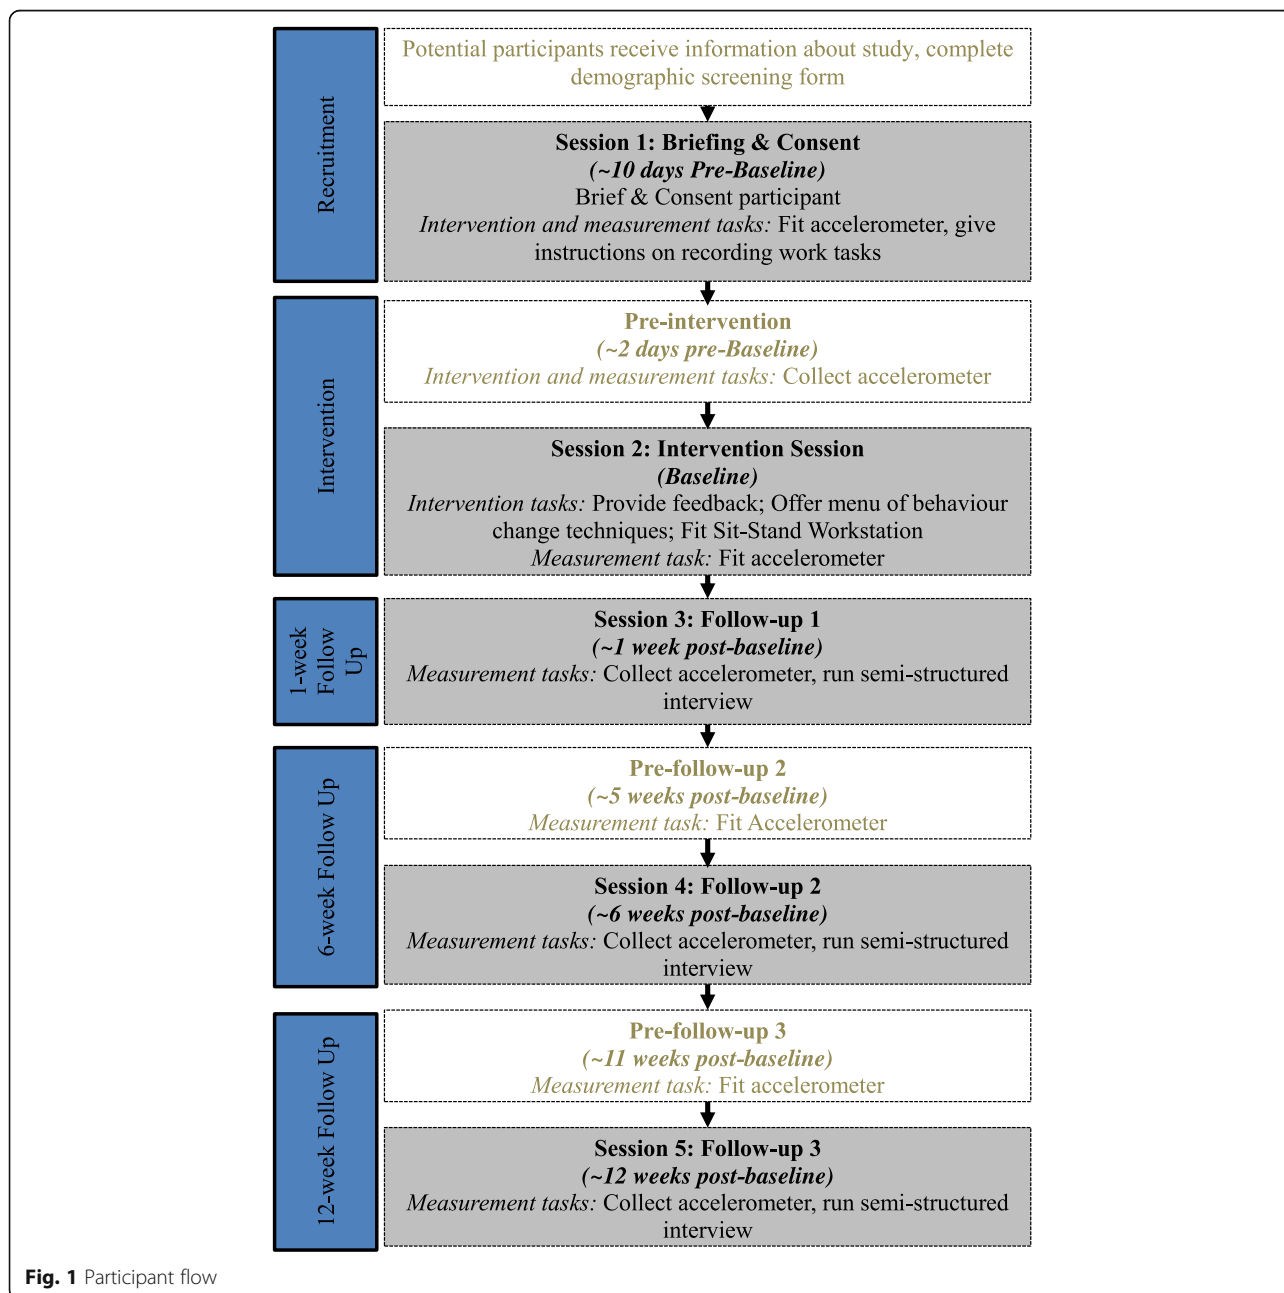 Recruitment
Potential participants receive information about study, complete
demographic screening form
Session 1: Briefing & Consent
(~10 days Pre-Baseline)
Brief & Consent participant
Intervention and measurement tasks: Fit accelerometer, give
instructions on recording work tasks
Intervention
Pre-intervention
(~2 days pre-Baseline)
Intervention and measurement tasks: Collect accelerometer
Session 2: Intervention Session
(Baseline)
Intervention tasks: Provide feedback; Offer menu of behaviour
change techniques; Fit Sit-Stand Workstation
Measurement task: Fit accelerometer
1-week
Follow
Up
Session 3: Follow-up 1
(~1 week post-baseline)
Measurement tasks: Collect accelerometer, run semi-structured
interview
6-week Follow Up
Pre-follow-up 2
(~5 weeks post-baseline)
Measurement task: Fit Accelerometer
Session 4: Follow-up 2
(~6 weeks post-baseline)
Measurement tasks: Collect accelerometer, run semi-structured
interview
12-week Follow Up
Pre-follow-up 3
(~11 weeks post-baseline)
Measurement task: Fit accelerometer
Session 5: Follow-up 3
(~12 weeks post-baseline)
Measurement tasks: Collect accelerometer, run semi-structured
interview
Fig. 1 Participant flow